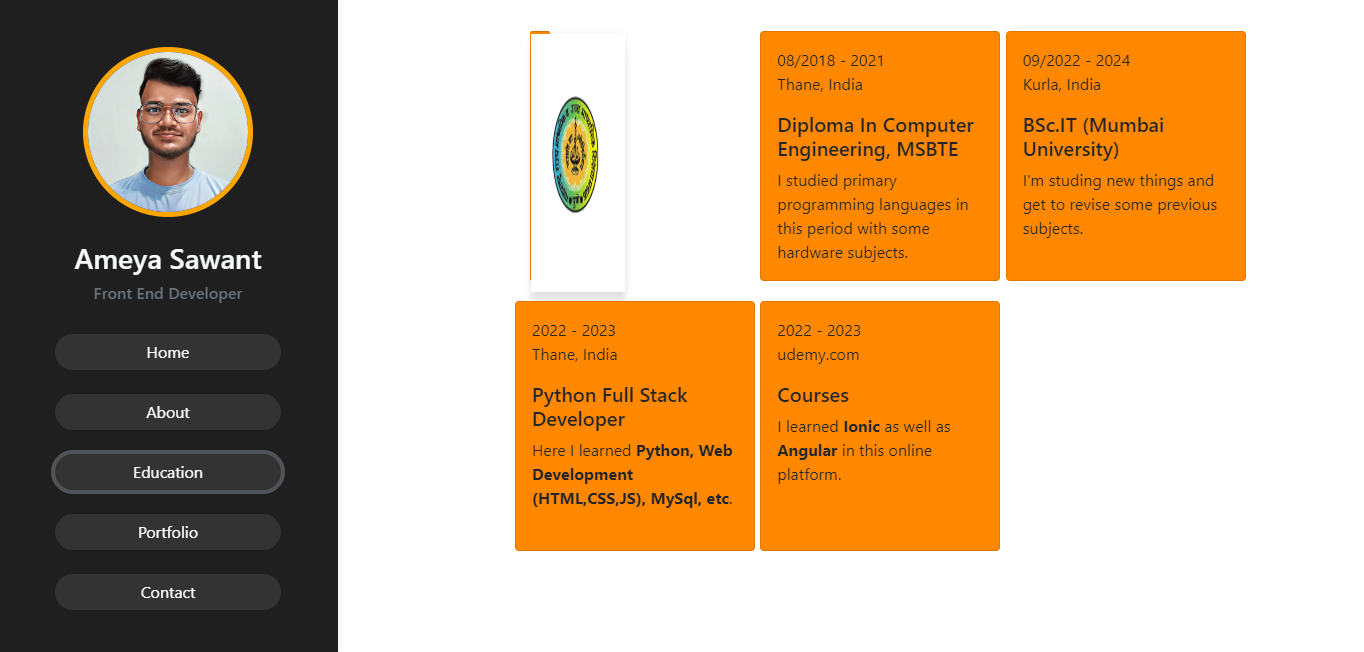 Ameya Sawant
Front End Developer
Home
About
Education
Portfolio
Contact
08/2018 - 2021
Thane, India
Diploma In Computer
Engineering, MSBTE
I studied primary
programming languages in
this period with some
hardware subjects.
09/2022 - 2024
Kurla, India
BSc.IT (Mumbai
University)
I'm studing new things and
get to revise some previous
subjects.
2022 - 2023
Thane, India
Python Full Stack
Developer
Here I learned Python, Web
Development
(HTML,CSS,JS), MySql, etc.
2022 - 2023
udemy.com
Courses
I learned Ionic as well as
Angular in this online
platform.